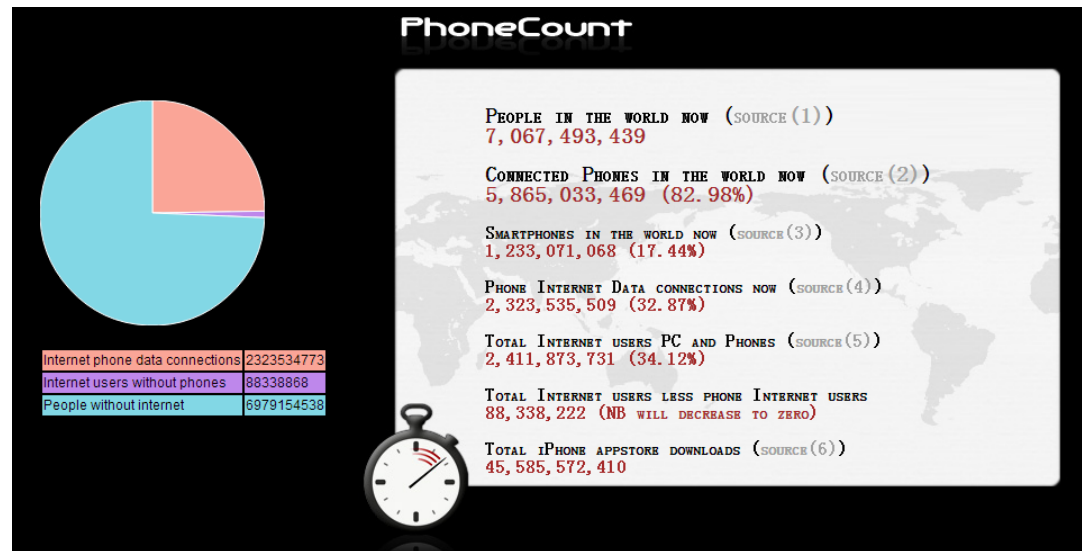 PhoneCount
People in the world now (source(1))
7,067,493,439
Connected Phones in the world now (source(2))
5,865,033,469 (82.98%)
Smartphones in the world now (source(3))
1,233,071,068 (17.44%)
Phone Internet Data connections now (source(4))
2,323,535,509 (32.87%)
Total Internet users PC and Phones (source(5))
2,411,873,731 (34.12%)
Total Internet users less phone Internet users
88,338,222 (NB will decrease to zero)
Total iPhone appstore downloads (source(6))
45,585,572,410
Internet phone data connections 2323534773
Internet users without phones 88338868
People without internet 6979154538